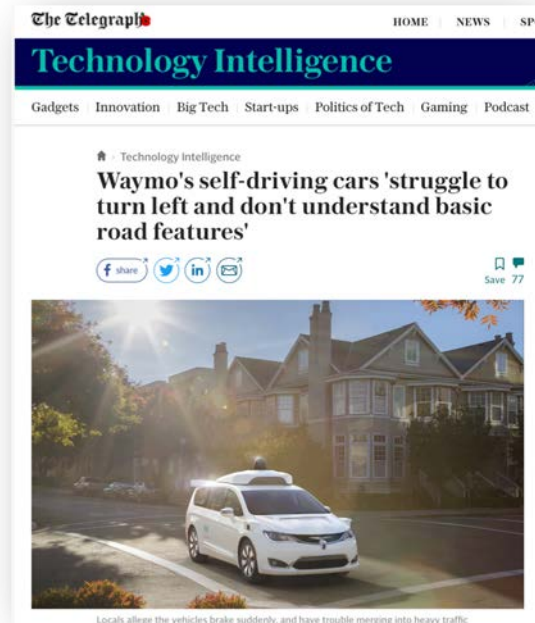 The Telegraph
HOME NEWS SP
Technology Intelligence
Gadgets Innovation Big Tech Start-ups Politics of Tech Gaming Podcast
Technology Intelligence
Waymo's self-driving cars 'struggle to
turn left and don't understand basic
road features'
f share in
Save 77
Locals allege the vehicles brake suddenly, and have trouble merging into heavy traffic